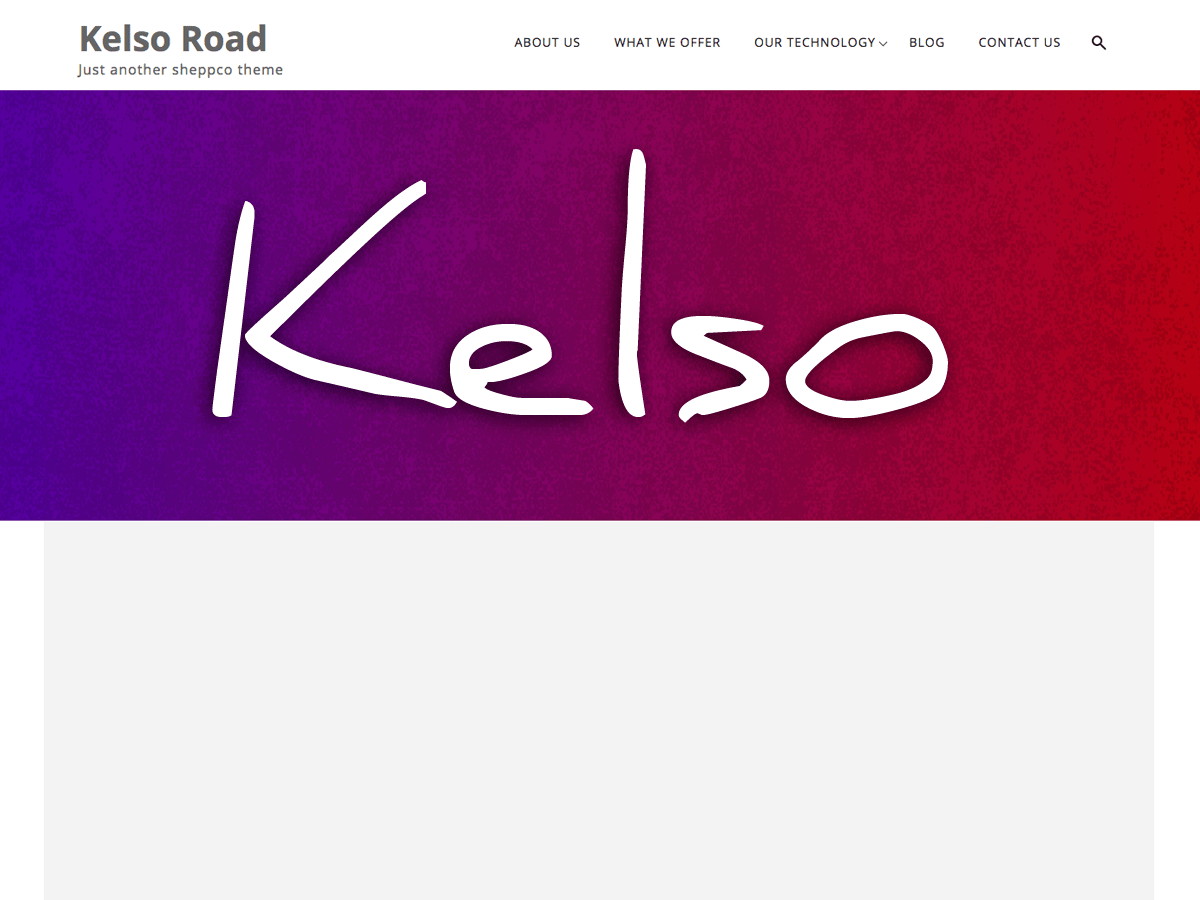 Kelso Road
Just another sheppco theme
ABOUT US WHAT WE OFFER OUR TECHNOLOGY BLOG CONTACT US
Kelso